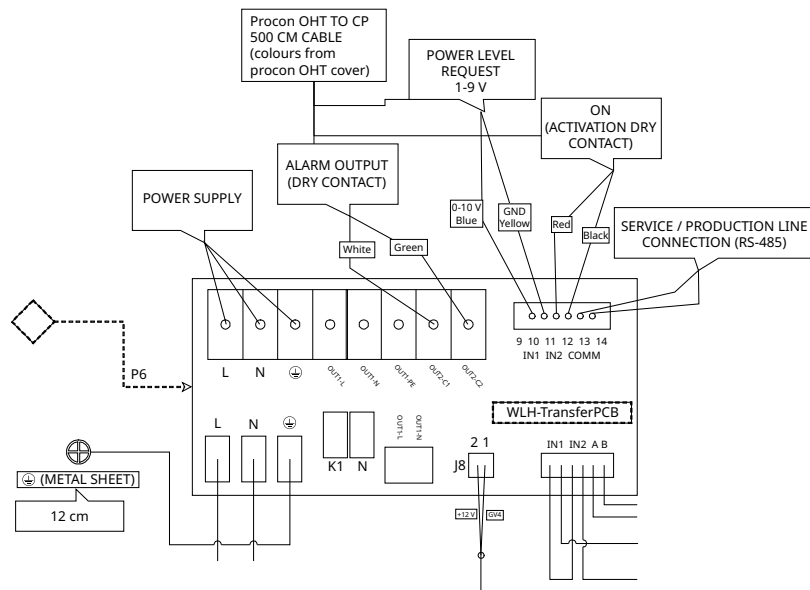 Procon OHT TO CP
500 CM CABLE
(colours from
procon OHT cover)
POWER LEVEL
REQUEST
1-9 V
ON
(ACTIVATION DRY
CONTACT)
ALARM OUTPUT
(DRY CONTACT)
POWER SUPPLY
0-10 V
Blue
GND
Yellow
Red
Black
SERVICE / PRODUCTION LINE
CONNECTION (RS-485)
White
Green
P6
L
N
OUT1-L
OUT1-N
OUT1-PE
OUT2-C1
OUT2-C2
9 10 11 12 13 14
IN1 IN2 COMM
WLH-TransferPCB
L
N
K1
N
OUT1-L
OUT1-N
2 1
J8
IN1 IN2 A B
(METAL SHEET)
12 cm
+12 V
GV4